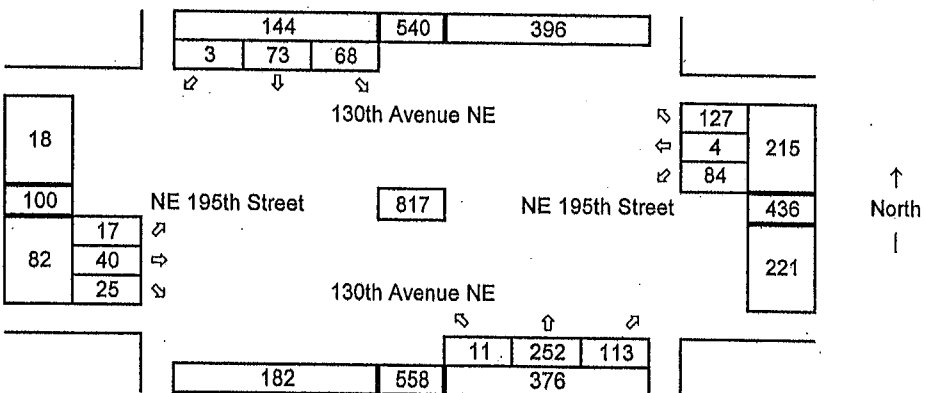 144 540 396
3 73 68
130th Avenue NE
127
18 4 215
84
100 NE 195th Street 817 NE 195th Street 436 North
17
82 40 221
25 130th Avenue NE
11 252 113
182 558 376